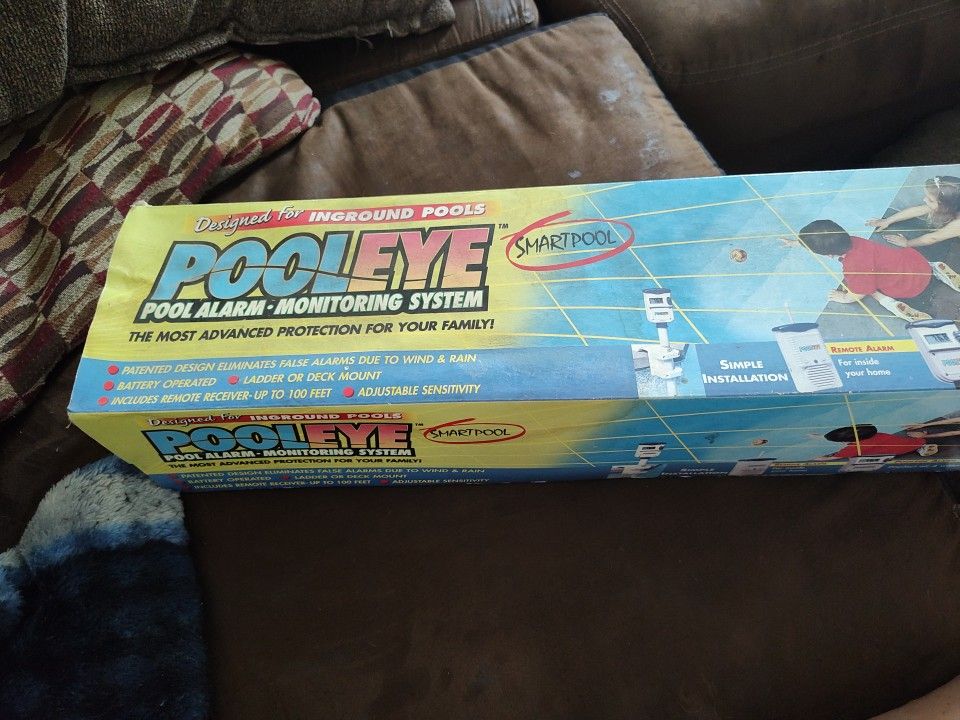 Designed For INGROUND POOLS
POOLEYE™
SMARTPOOL
POOL ALARM • MONITORING SYSTEM
THE MOST ADVANCED PROTECTION FOR YOUR FAMILY!
• PATENTED DESIGN ELIMINATES FALSE ALARMS DUE TO WIND & RAIN
• BATTERY OPERATED • LADDER OR DECK MOUNT
• INCLUDES REMOTE RECEIVER-UP TO 100 FEET • ADJUSTABLE SENSITIVITY
SIMPLE
INSTALLATION
REMOTE ALARM
For inside
your home
Designed For INGROUND POOLS
POOLEYE™
SMARTPOOL
POOL ALARM • MONITORING SYSTEM
THE MOST ADVANCED PROTECTION FOR YOUR FAMILY!
• PATENTED DESIGN ELIMINATES FALSE ALARMS DUE TO WIND & RAIN
• BATTERY OPERATED • LADDER OR DECK MOUNT
• INCLUDES REMOTE RECEIVER-UP TO 100 FEET • ADJUSTABLE SENSITIVITY
SIMPLE